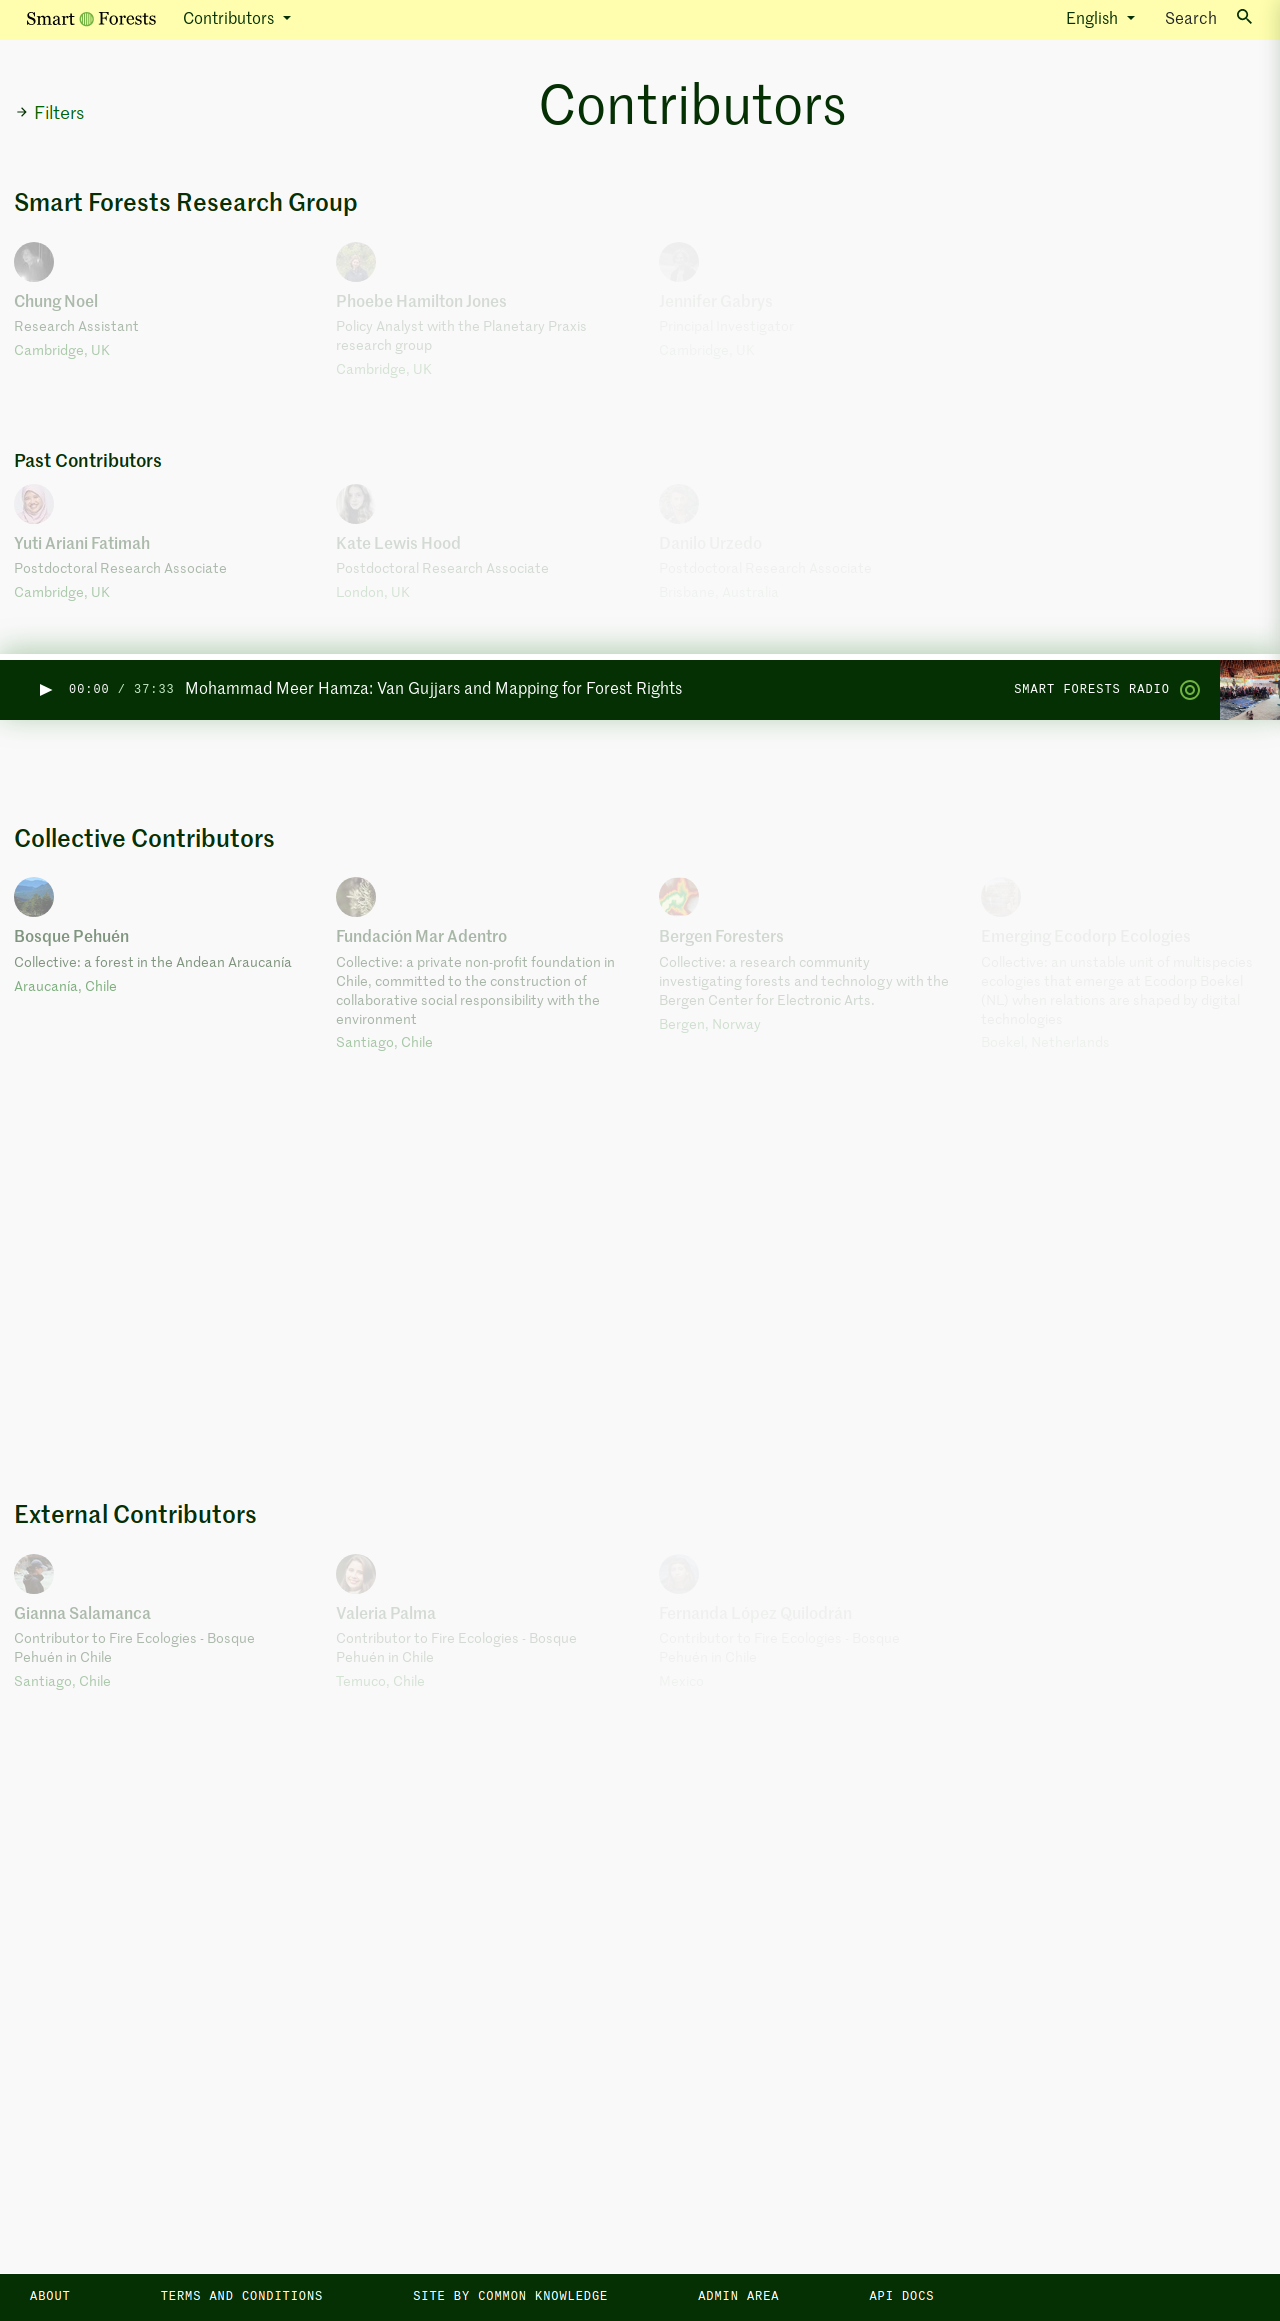 Smart Forests Contributors English Search
Filters
Contributors
Smart Forests Research Group
Chung Noel
Research Assistant
Cambridge, UK
Phoebe Hamilton Jones
Policy Analyst with the Planetary Praxis
research group
Cambridge, UK
Jennifer Gabrys
Principal Investigator
Cambridge, UK
Past Contributors
Yuti Ariani Fatimah
Postdoctoral Research Associate
Cambridge, UK
Kate Lewis Hood
Postdoctoral Research Associate
London, UK
Danilo Urzedo
Postdoctoral Research Associate
Brisbane, Australia
00:00 / 37:33 Mohammad Meer Hamza: Van Gujjars and Mapping for Forest Rights SMART FORESTS RADIO
Collective Contributors
Bosque Pehuén
Collective: a forest in the Andean Araucanía
Araucanía, Chile
Fundación Mar Adentro
Collective: a private non-profit foundation in
Chile, committed to the construction of
collaborative social responsibility with the
environment
Santiago, Chile
Bergen Foresters
Collective: a research community
investigating forests and technology with the
Bergen Center for Electronic Arts.
Bergen, Norway
Emerging Ecodorp Ecologies
Collective: an unstable unit of multispecies
ecologies that emerge at Ecodorp Boekel
(NL) when relations are shaped by digital
technologies
Boekel, Netherlands
External Contributors
Gianna Salamanca
Contributor to Fire Ecologies - Bosque
Pehuén in Chile
Santiago, Chile
Valeria Palma
Contributor to Fire Ecologies - Bosque
Pehuén in Chile
Temuco, Chile
Fernanda López Quilodrán
Contributor to Fire Ecologies - Bosque
Pehuén in Chile
Mexico
ABOUT TERMS AND CONDITIONS SITE BY COMMON KNOWLEDGE ADMIN AREA API DOCS